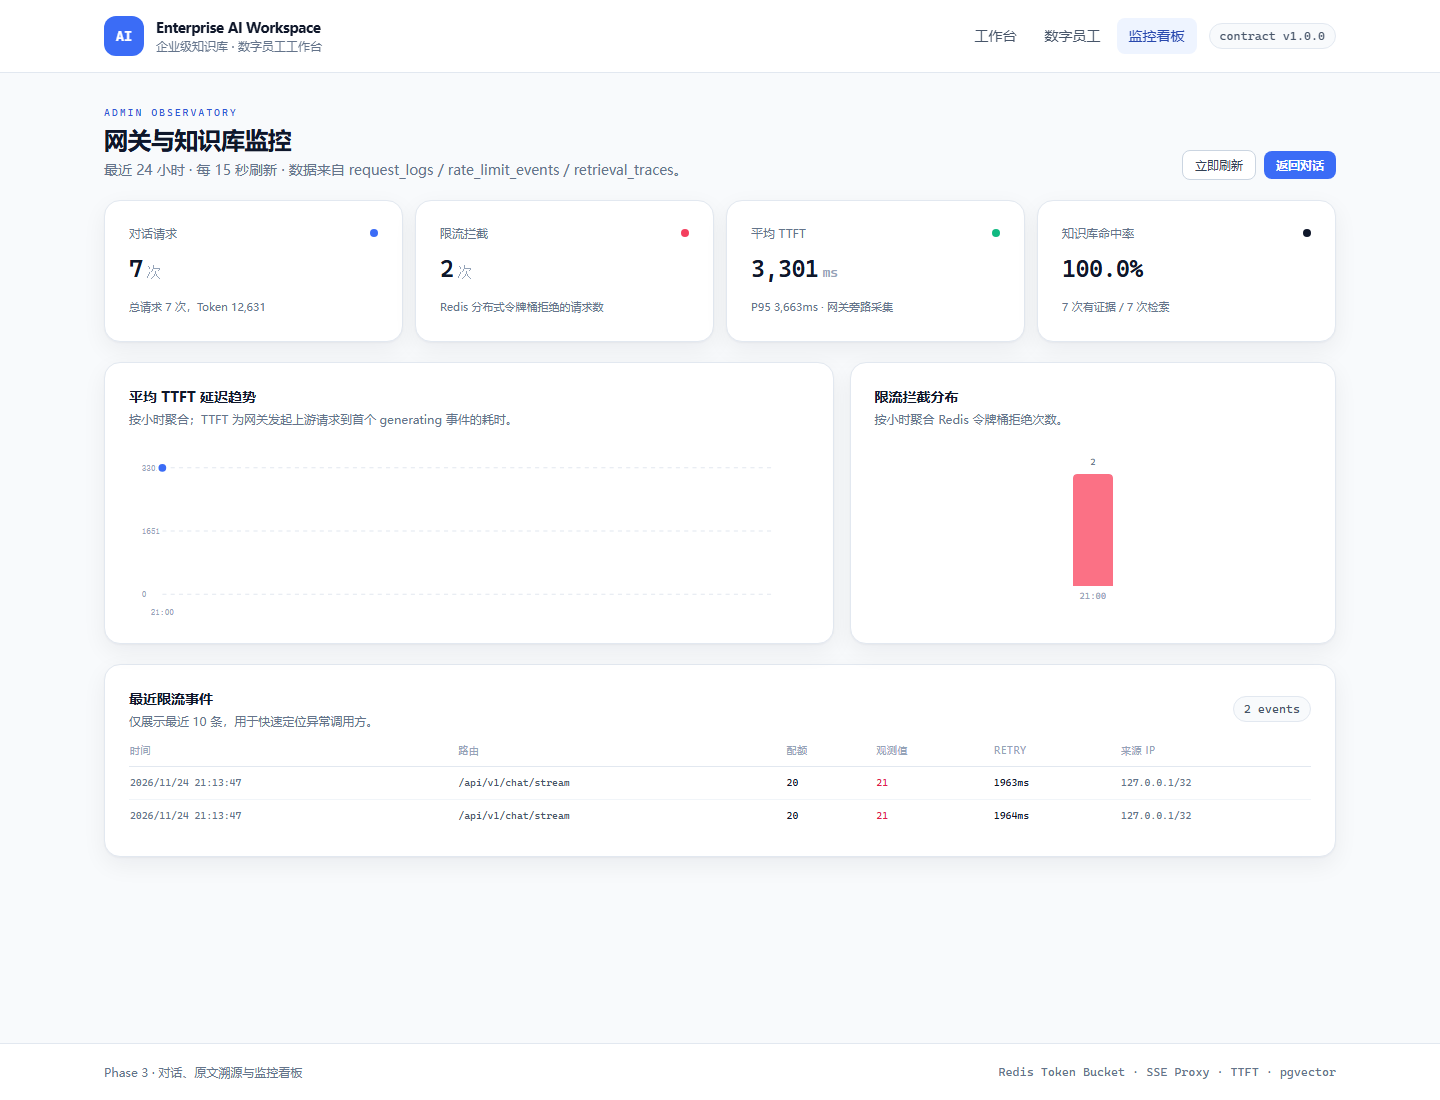 AI
Enterprise AI Workspace
企业级知识库 · 数字员工工作台
工作台
数字员工
监控看板
contract v1.0.0
ADMIN OBSERVATORY
网关与知识库监控
最近 24 小时 · 每 15 秒刷新 · 数据来自 request_logs / rate_limit_events / retrieval_traces。
立即刷新
返回对话
对话请求
7 次
总请求 7 次，Token 12,631
限流拦截
2 次
Redis 分布式令牌桶拒绝的请求数
平均 TTFT
3,301 ms
P95 3,663ms · 网关旁路采集
知识库命中率
100.0%
7 次有证据 / 7 次检索
平均 TTFT 延迟趋势
按小时聚合；TTFT 为网关发起上游请求到首个 generating 事件的耗时。
330
1651
0
21:00
限流拦截分布
按小时聚合 Redis 令牌桶拒绝次数。
2
21:00
最近限流事件
仅展示最近 10 条，用于快速定位异常调用方。
2 events
时间 路由 配额 观测值 RETRY 来源 IP
2026/11/24 21:13:47 /api/v1/chat/stream 20 21 1963ms 127.0.0.1/32
2026/11/24 21:13:47 /api/v1/chat/stream 20 21 1964ms 127.0.0.1/32
Phase 3 · 对话、原文溯源与监控看板
Redis Token Bucket · SSE Proxy · TTFT · pgvector